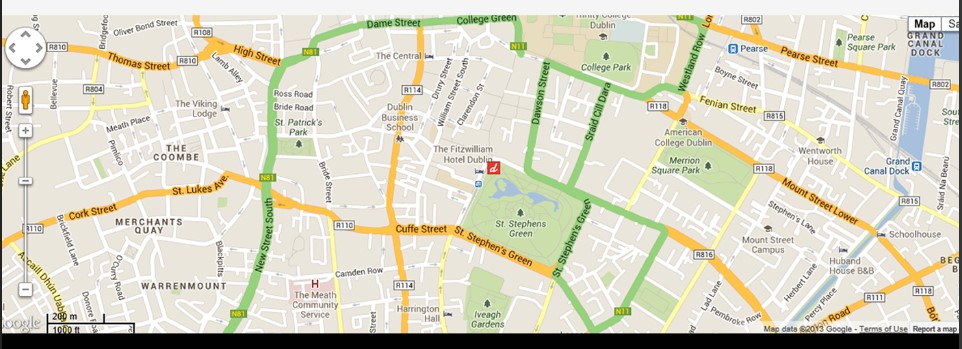 Dame Street
College Green
Trinity College
Dublin
N11
R802
Map
Sa
GRAND
CANAL
DOCK
Pearse
Square Park
Pearse Street
R802
R810
Oliver Bond Street
R108
High Street
N81
Thomas Street
R810
Lamb Alley
The Central
N11
College Park
Pearse
Westland Row
Boyne Street
Bellevue
R804
Robert Street
The Viking
Lodge
Ross Road
Bride Road
St. Patrick's
Park
R114
Dublin
Business
School
Drury Street
William Street South
Clarendon St
Dawson Street
Sráid Cill Dara
R118
Fenian Street
R815
Grand Canal Quay
Meath Place
Pimlico
THE
COOMBE
The Fitzwilliam
Hotel Dublin
d
American
College Dublin
Merrion
Square Park
Wentworth
House
Grand
Canal Dock
R118
Mount Street Lower
Sráid Na Bearú
R815
N81
Bride Street
St. Lukes Ave.
Cork Street
R110
MERCHANTS
QUAY
New Street South
R110
Cuffe Street
St. Stephen's Green
St. Stephens
Green
St. Stephen's Green
Stephen's Lane
Mount Street
Campus
Schoolhouse
Huband
House B&B
R816
Brickfield Lane
Blackpitts
WARRENMOUNT
O'Curry Road
Donore
H
The Meath
Community
Service
Camden Row
R114
Harrington
Hall
Iveagh
Gardens
N11
Lad Lane
Herbert Lane
Percy Place
Pembroke Row
R111
R118
200 m
1000 ft
N81
Map data ©2013 Google - Terms of Use
Report a map